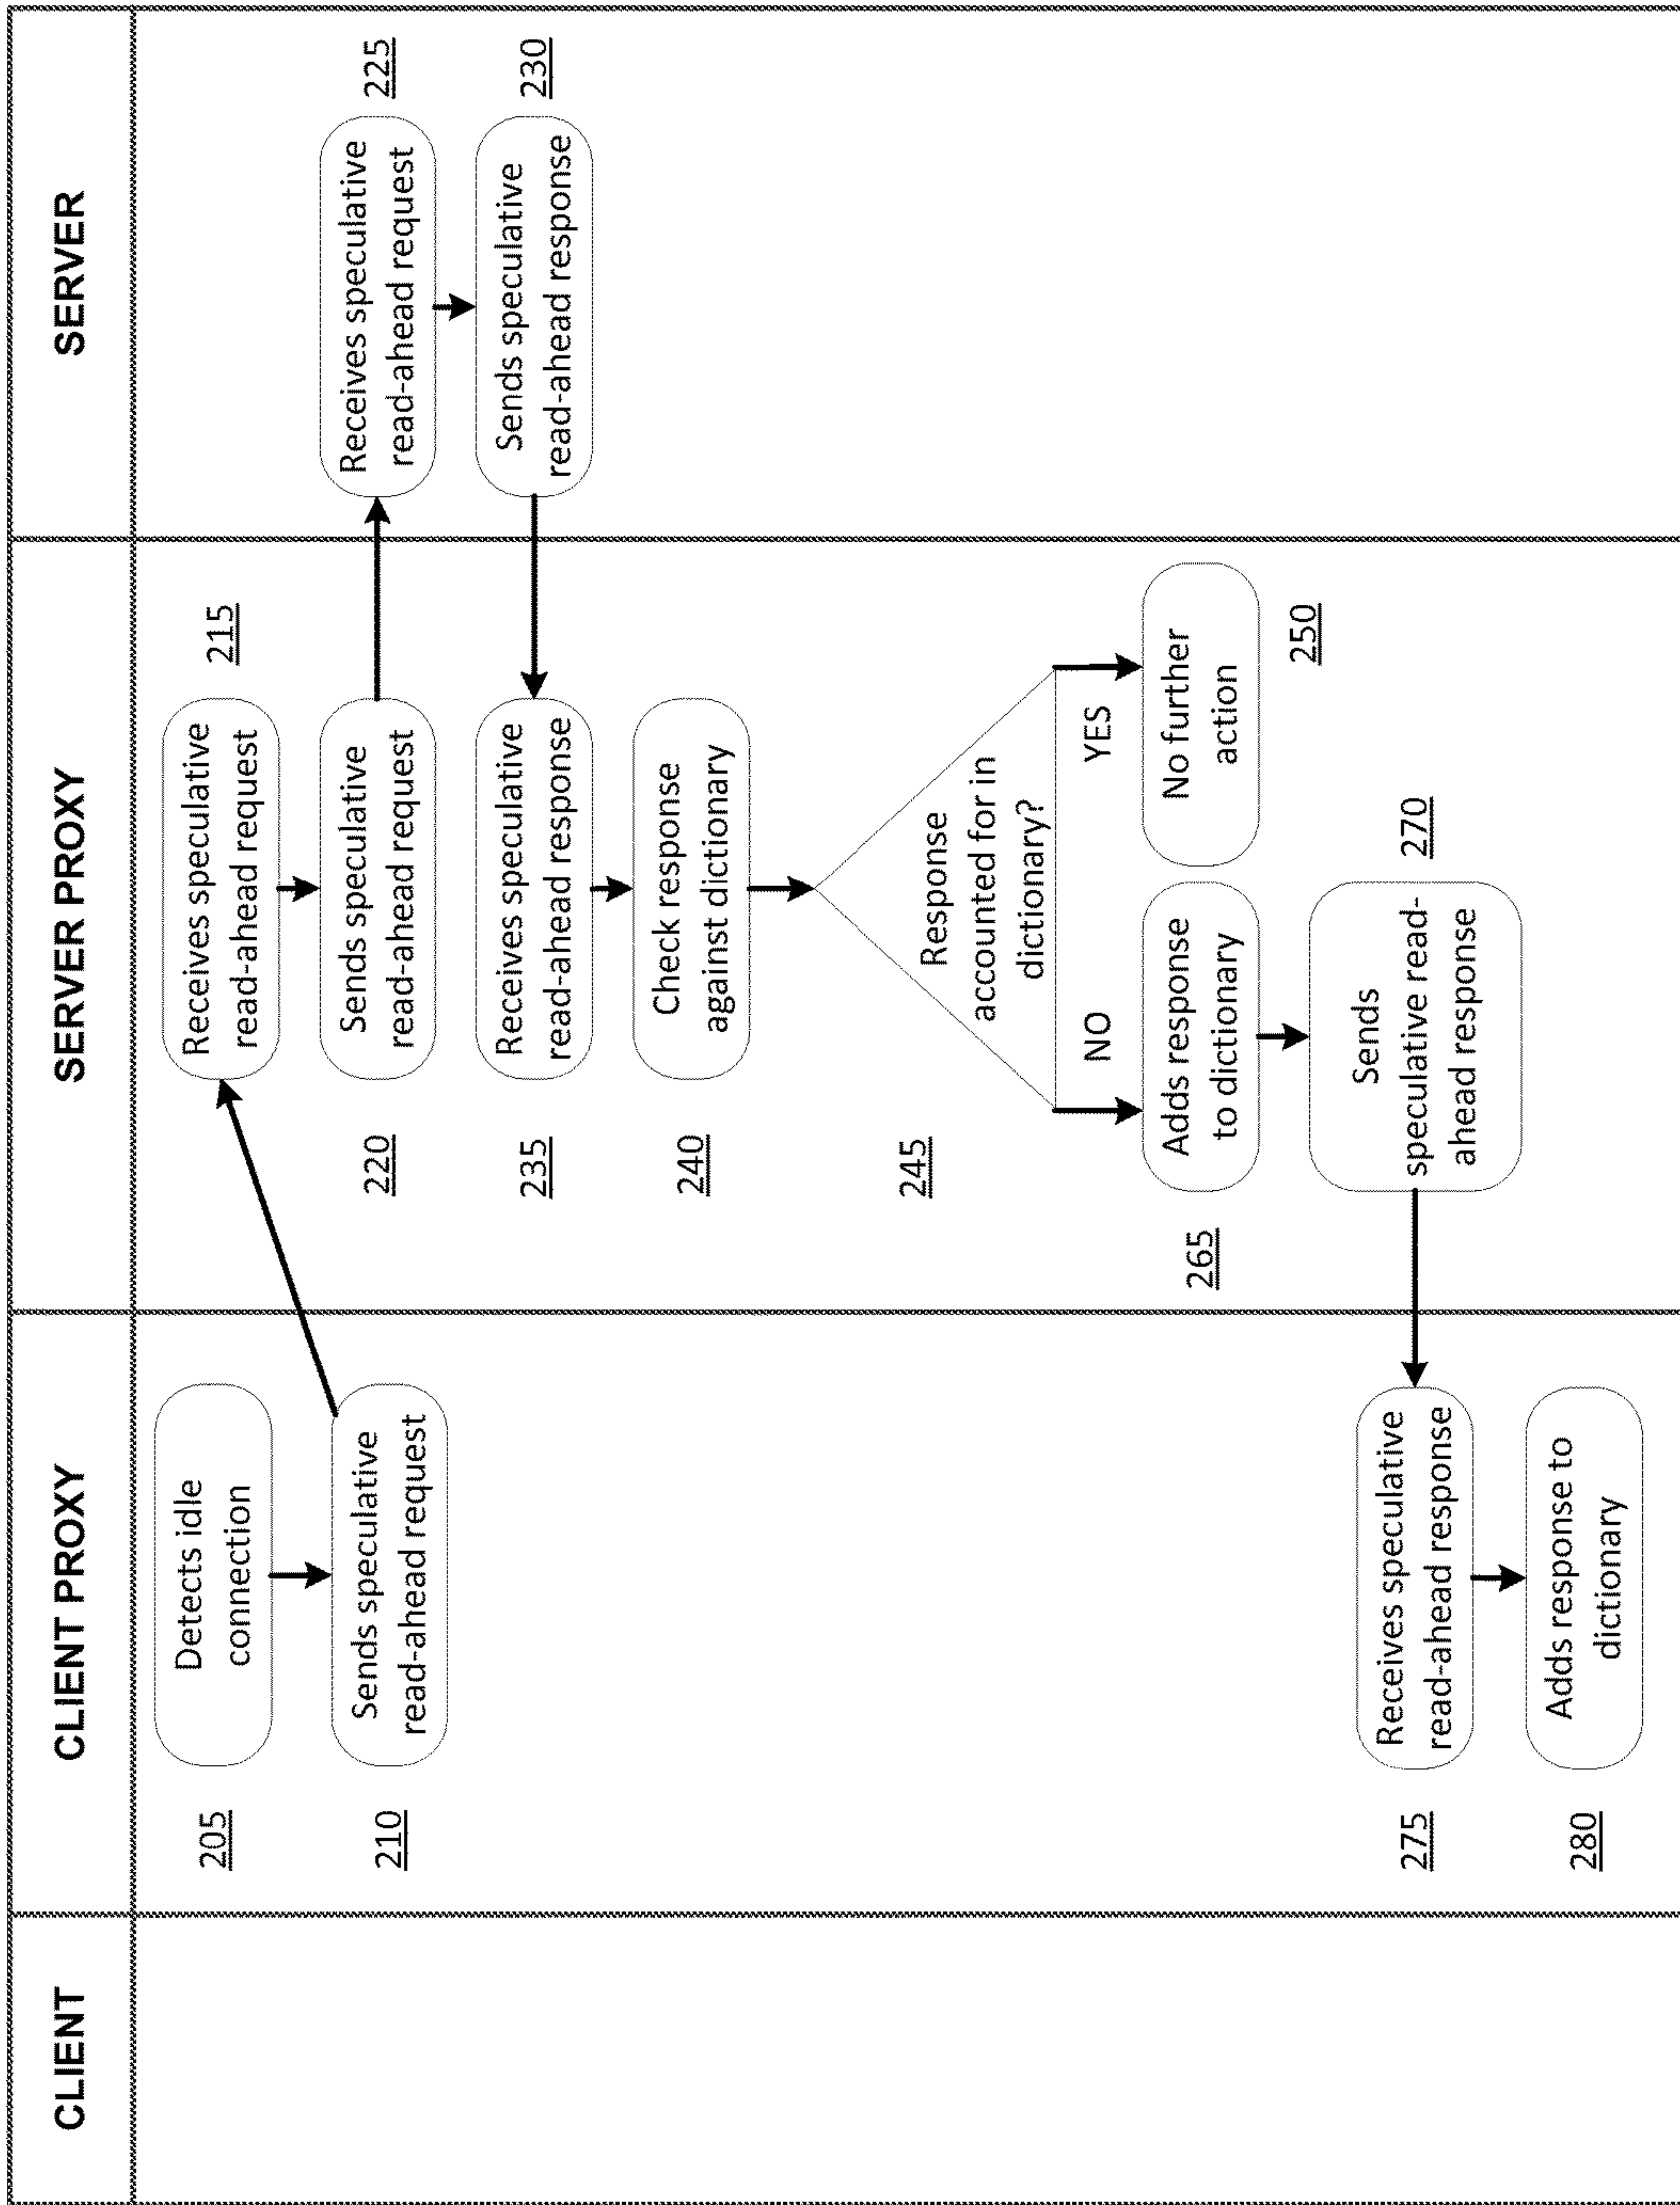 CLIENT
CLIENT PROXY
SERVER PROXY
SERVER
205
Detects idle
connection
210
Sends speculative
read-ahead request
215
Receives speculative
read-ahead request
220
Sends speculative
read-ahead request
225
Receives speculative
read-ahead request
230
Sends speculative
read-ahead response
235
Receives speculative
read-ahead response
240
Check response
against dictionary
245
Response
accounted for in
dictionary?
NO
YES
265
Adds response
to dictionary
No further
action
250
Sends
speculative read-
ahead response
270
275
Receives speculative
read-ahead response
280
Adds response to
dictionary